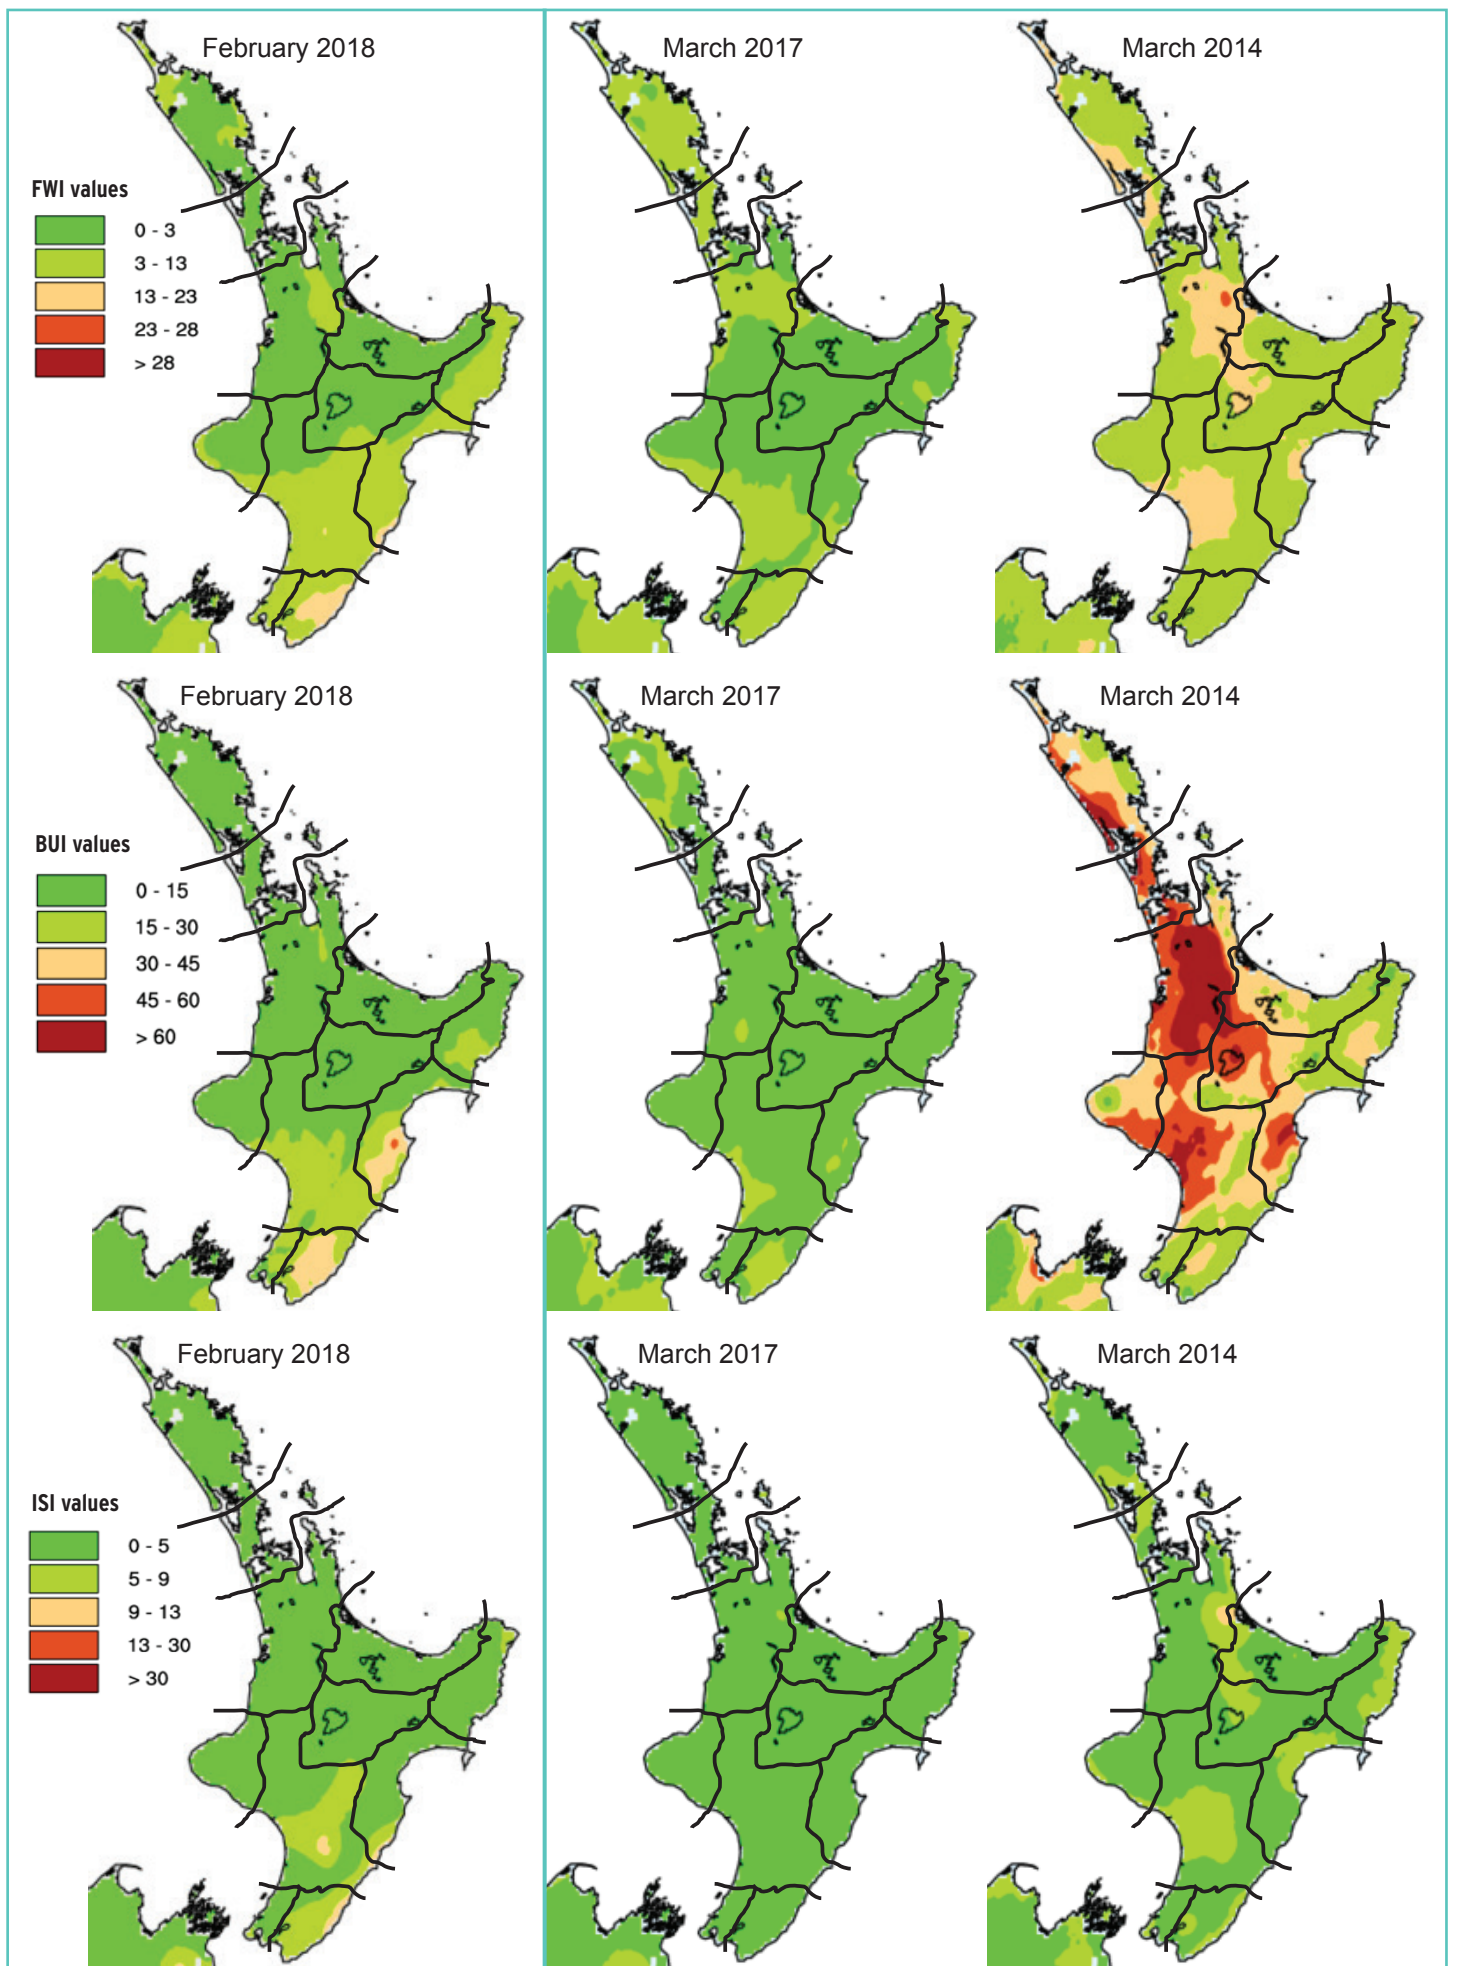 February 2018
March 2017
March 2014
FWI values
0 - 3
3 - 13
13 - 23
23 - 28
> 28
February 2018
March 2017
March 2014
BUI values
0 - 15
15 - 30
30 - 45
45 - 60
> 60
February 2018
March 2017
March 2014
ISI values
0 - 5
5 - 9
9 - 13
13 - 30
> 30